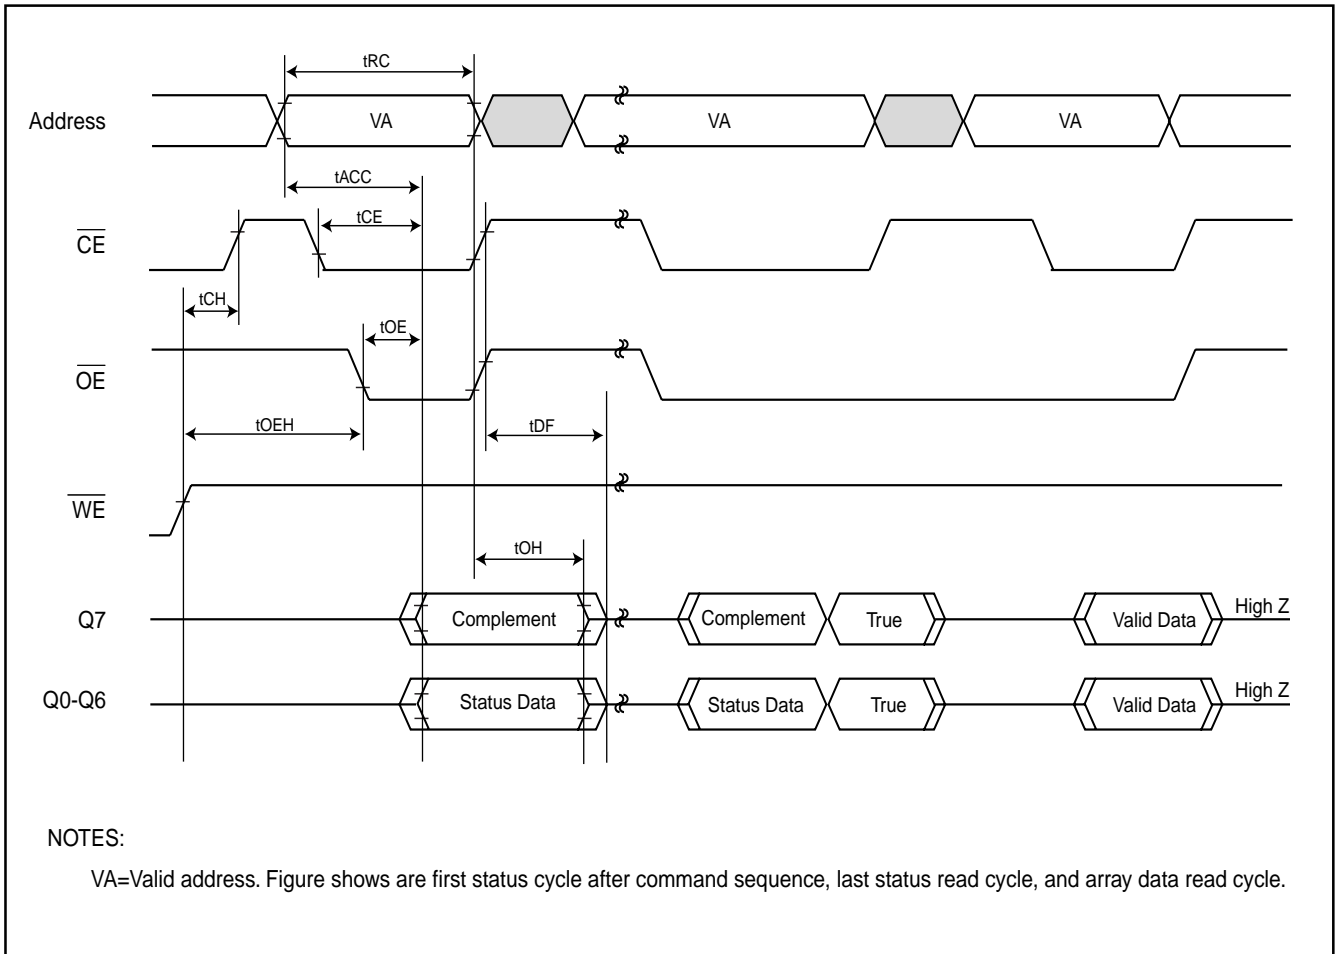 tRC
Address
VA
VA
VA
tACC
tCE
CE
tCH
tOE
OE
tOEH
tDF
WE
tOH
Q7
Complement
Complement
True
Valid Data
High Z
Q0-Q6
Status Data
Status Data
True
Valid Data
High Z
NOTES:
VA=Valid address. Figure shows are first status cycle after command sequence, last status read cycle, and array data read cycle.